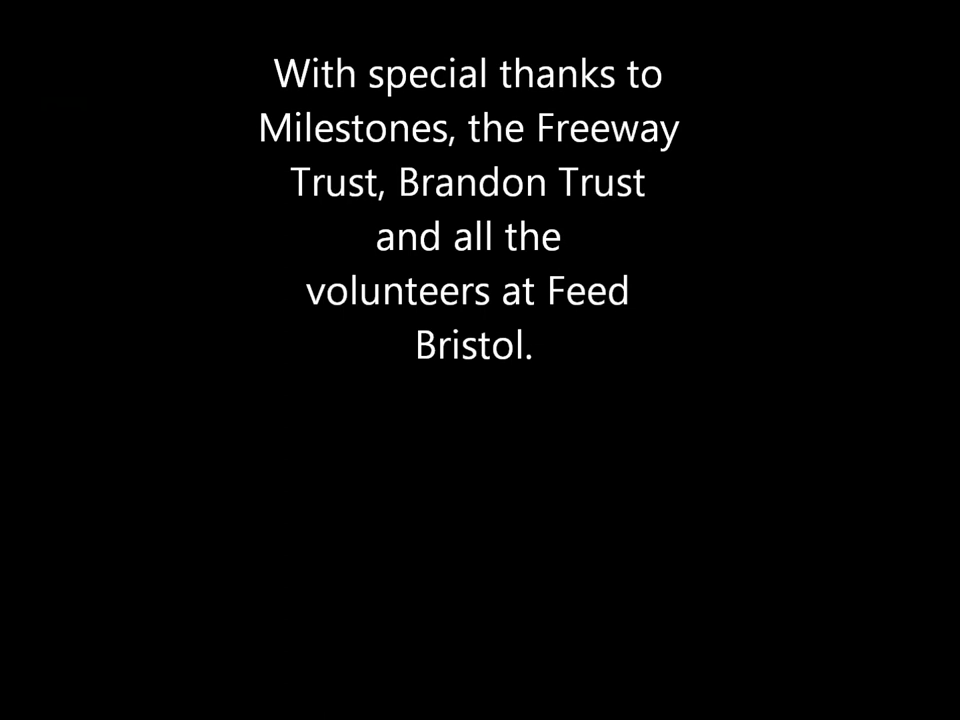 With special thanks to
Milestones, the Freeway
Trust, Brandon Trust
and all the
volunteers at Feed
Bristol.